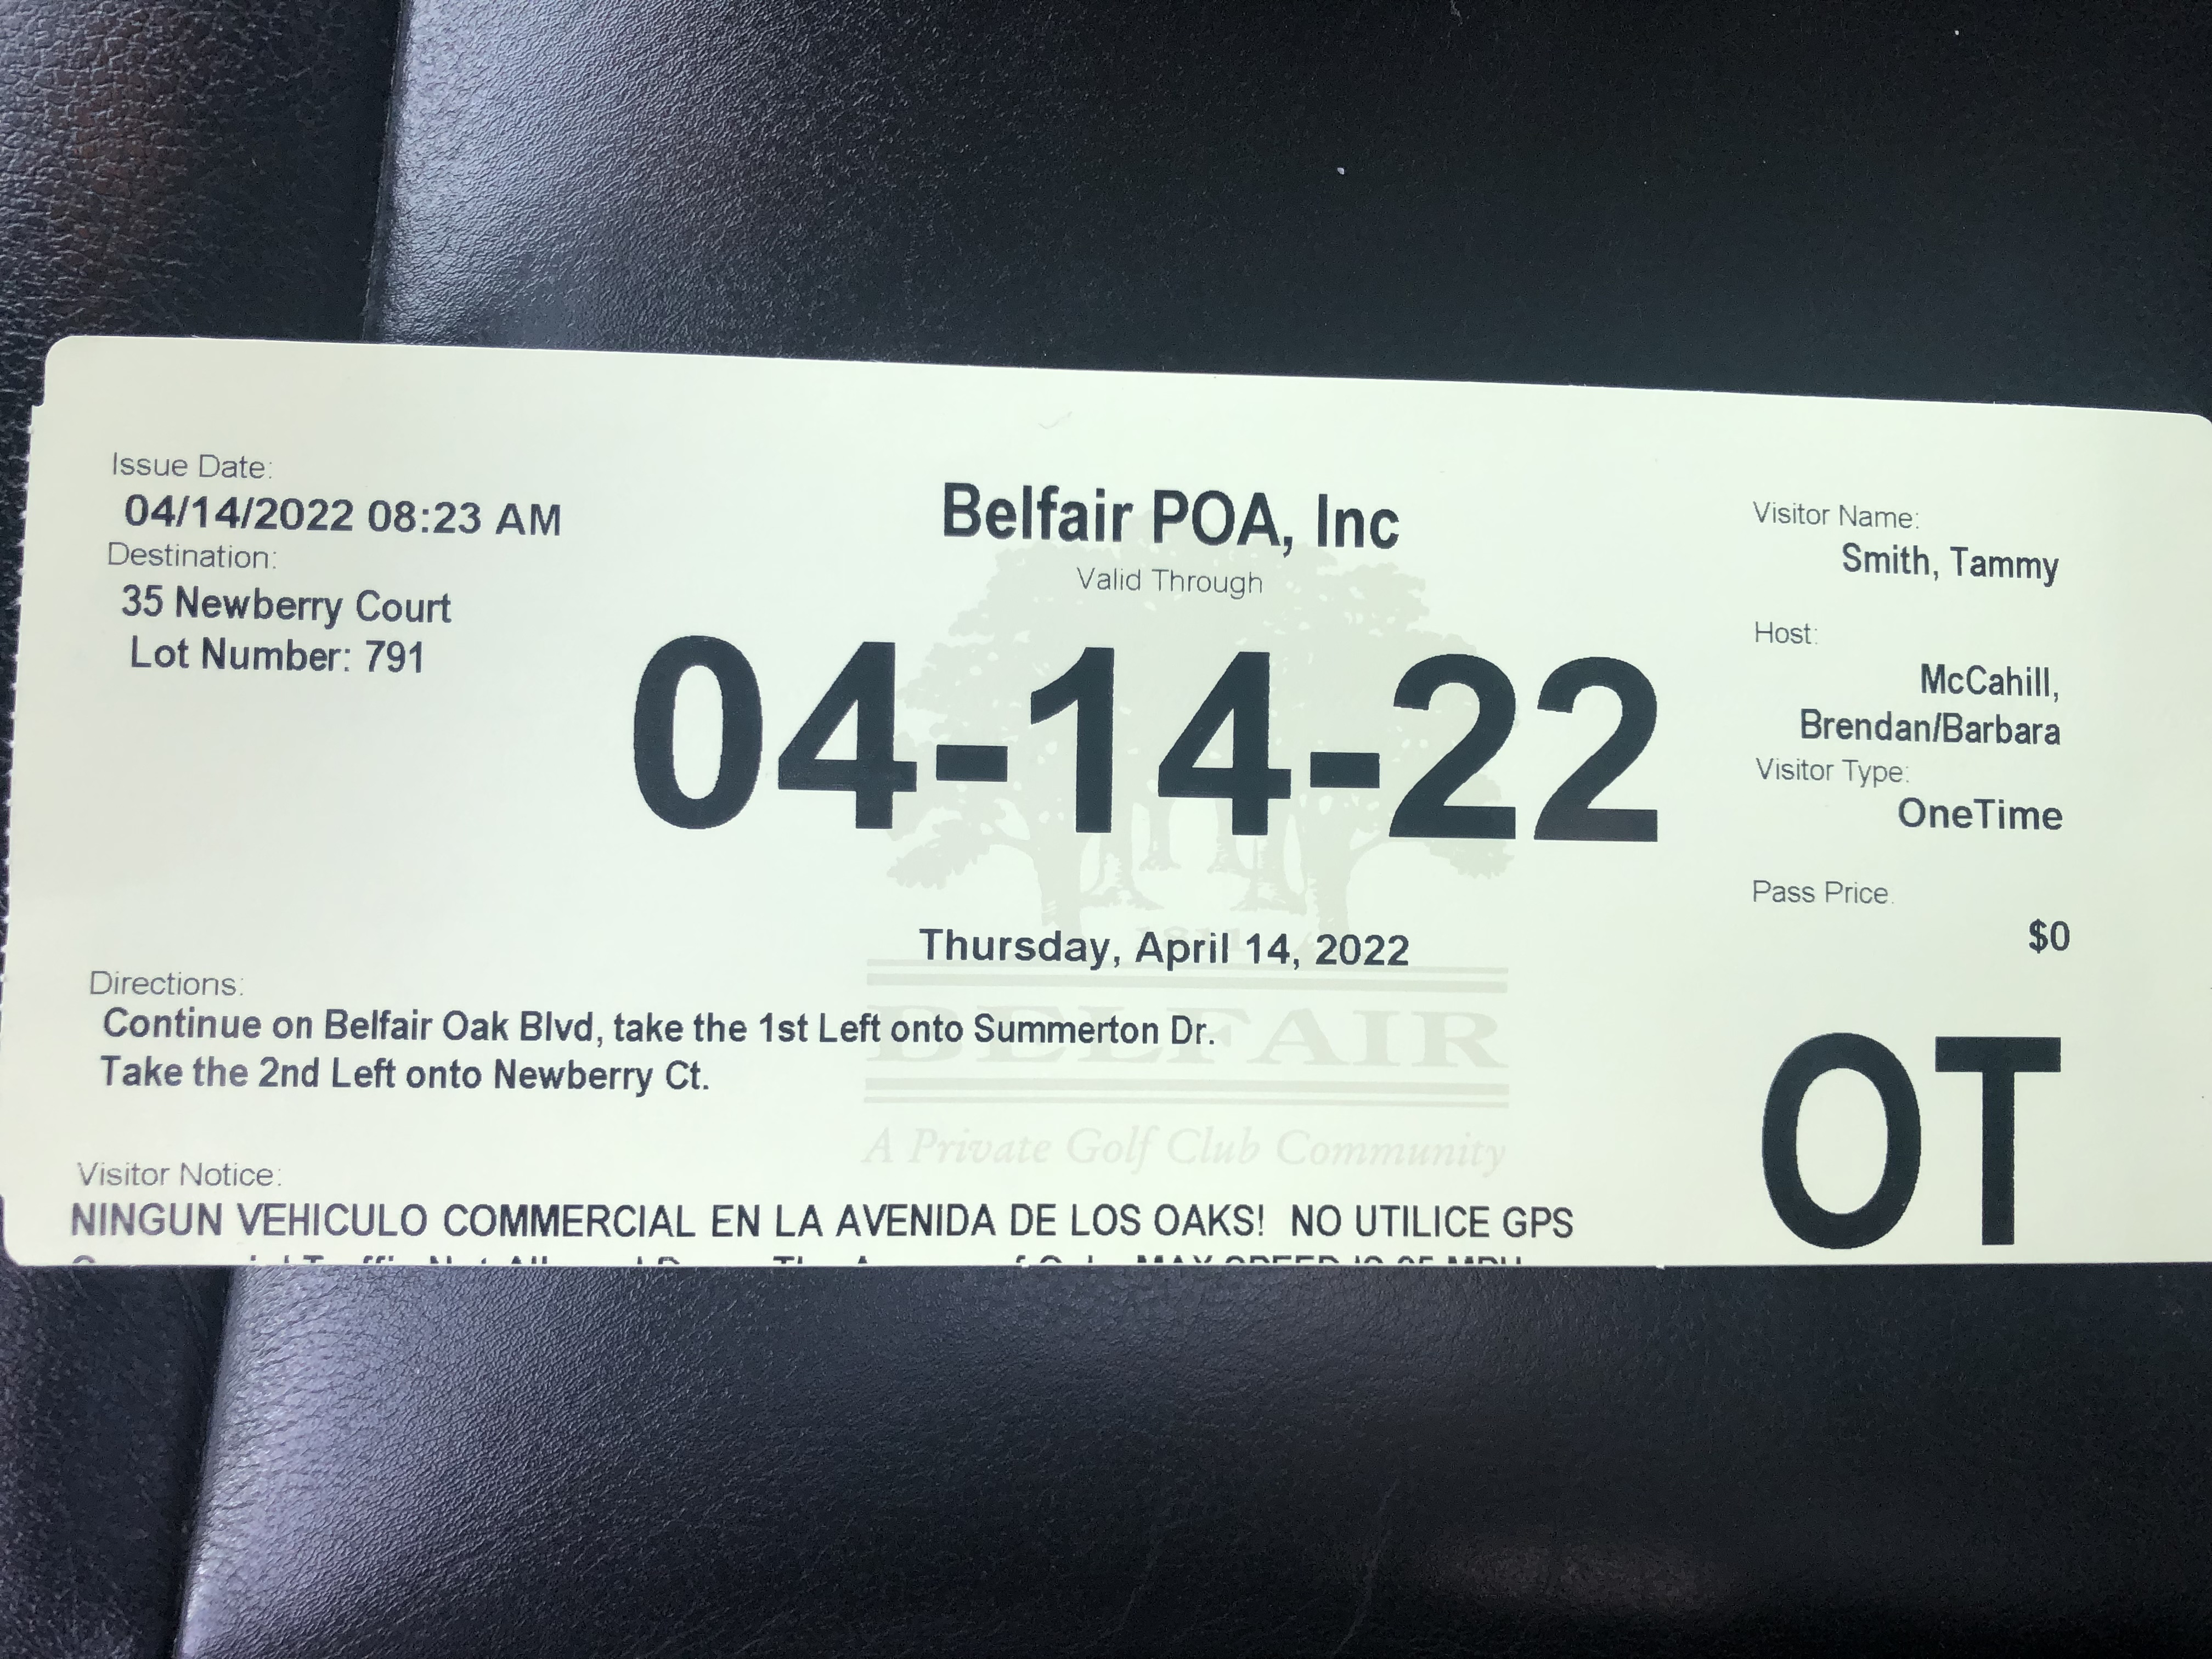 Issue Date:
04/14/2022 08:23 AM
Destination:
35 Newberry Court
Lot Number: 791
Belfair POA, Inc
Valid Through
04-14-22
Thursday, April 14, 2022
Visitor Name:
Smith, Tammy
Host:
McCahill,
Brendan/Barbara
Visitor Type:
OneTime
Pass Price:
$0
OT
Directions:
Continue on Belfair Oak Blvd, take the 1st Left onto Summerton Dr.
Take the 2nd Left onto Newberry Ct.
BELFAIR
A Private Golf Club Community
Visitor Notice:
NINGUN VEHICULO COMMERCIAL EN LA AVENIDA DE LOS OAKS! NO UTILICE GPS